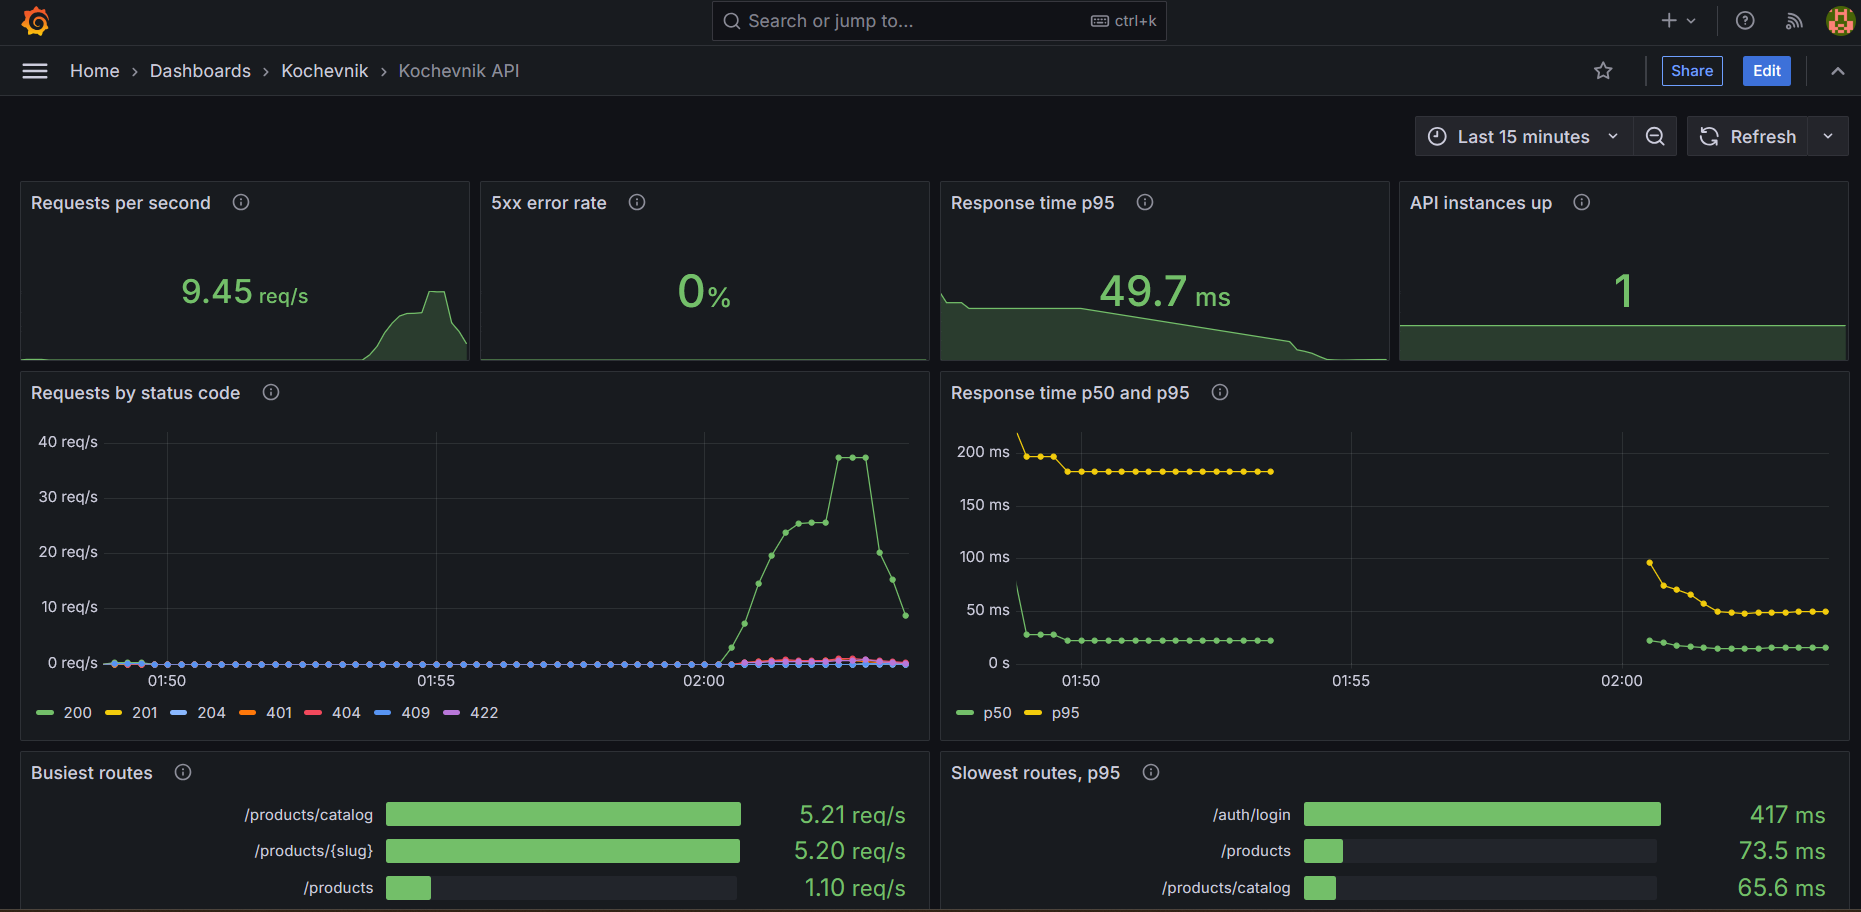 Search or jump to... ctrl+k
Home › Dashboards › Kochevnik › Kochevnik API
Share
Edit
Last 15 minutes
Refresh
Requests per second
9.45 req/s
5xx error rate
0%
Response time p95
49.7 ms
API instances up
1
Requests by status code
40 req/s
30 req/s
20 req/s
10 req/s
0 req/s
01:50 01:55 02:00
200 201 204 401 404 409 422
Response time p50 and p95
200 ms
150 ms
100 ms
50 ms
0 s
01:50 01:55 02:00
p50 p95
Busiest routes
/products/catalog 5.21 req/s
/products/{slug} 5.20 req/s
/products 1.10 req/s
Slowest routes, p95
/auth/login 417 ms
/products 73.5 ms
/products/catalog 65.6 ms